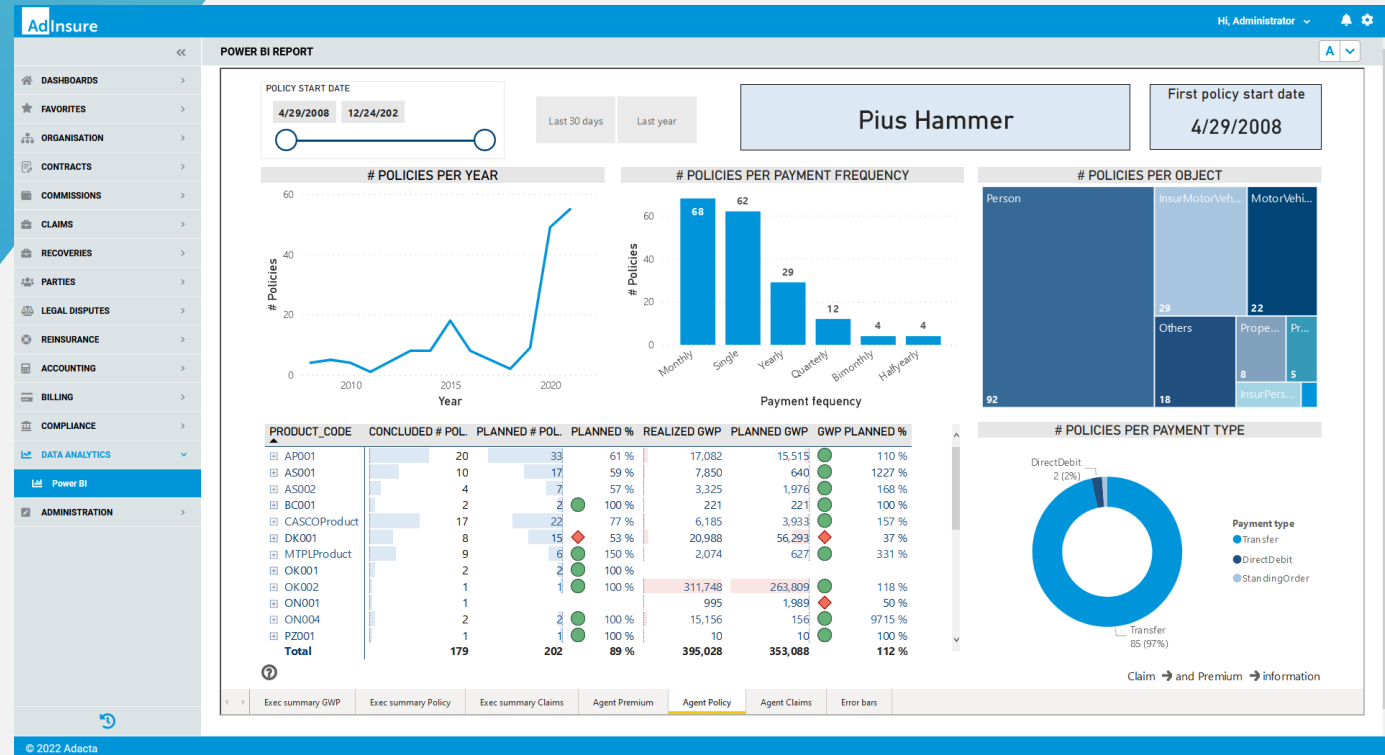 AdInsure
Hi, Administrator
POWER BI REPORT
A
DASHBOARDS
FAVORITES
ORGANISATION
CONTRACTS
COMMISSIONS
CLAIMS
RECOVERIES
PARTIES
LEGAL DISPUTES
REINSURANCE
ACCOUNTING
BILLING
COMPLIANCE
DATA ANALYTICS
Power BI
ADMINISTRATION
POLICY START DATE
4/29/2008 12/24/202
Last 30 days Last year
Pius Hammer
First policy start date
4/29/2008
# POLICIES PER YEAR
60
40
20
0
# Policies
2010 2015 2020
Year
# POLICIES PER PAYMENT FREQUENCY
60
40
20
0
# Policies
68 62 29 12 4 4
Monthly Single Yearly Quarterly Bimonthly Halfyearly
Payment fequency
# POLICIES PER OBJECT
Person InsurMotorVeh... MotorVehi...
29 22
Others Prope... Pr...
8 5
InsurPers...
92 18
PRODUCT_CODE CONCLUDED # POL. PLANNED # POL. PLANNED % REALIZED GWP PLANNED GWP GWP PLANNED %
AP001 20 33 61 % 17,082 15,515 110 %
AS001 10 17 59 % 7,850 640 1227 %
AS002 4 7 57 % 3,325 1,976 168 %
BC001 2 2 100 % 221 221 100 %
CASCOProduct 17 22 77 % 6,185 3,933 157 %
DK001 8 15 53 % 20,988 56,293 37 %
MTPLProduct 9 6 150 % 2,074 627 331 %
OK001 2 2 100 %
OK002 1 1 100 % 311,748 263,809 118 %
ON001 1 995 1,989 50 %
ON004 2 2 100 % 15,156 156 9715 %
PZ001 1 1 100 % 10 10 100 %
Total 179 202 89 % 395,028 353,088 112 %
# POLICIES PER PAYMENT TYPE
DirectDebit
2 (2%)
Transfer
85 (97%)
Payment type
Transfer
DirectDebit
StandingOrder
Claim and Premium information
Exec summary GWP Exec summary Policy Exec summary Claims Agent Premium Agent Policy Agent Claims Error bars
© 2022 Adacta